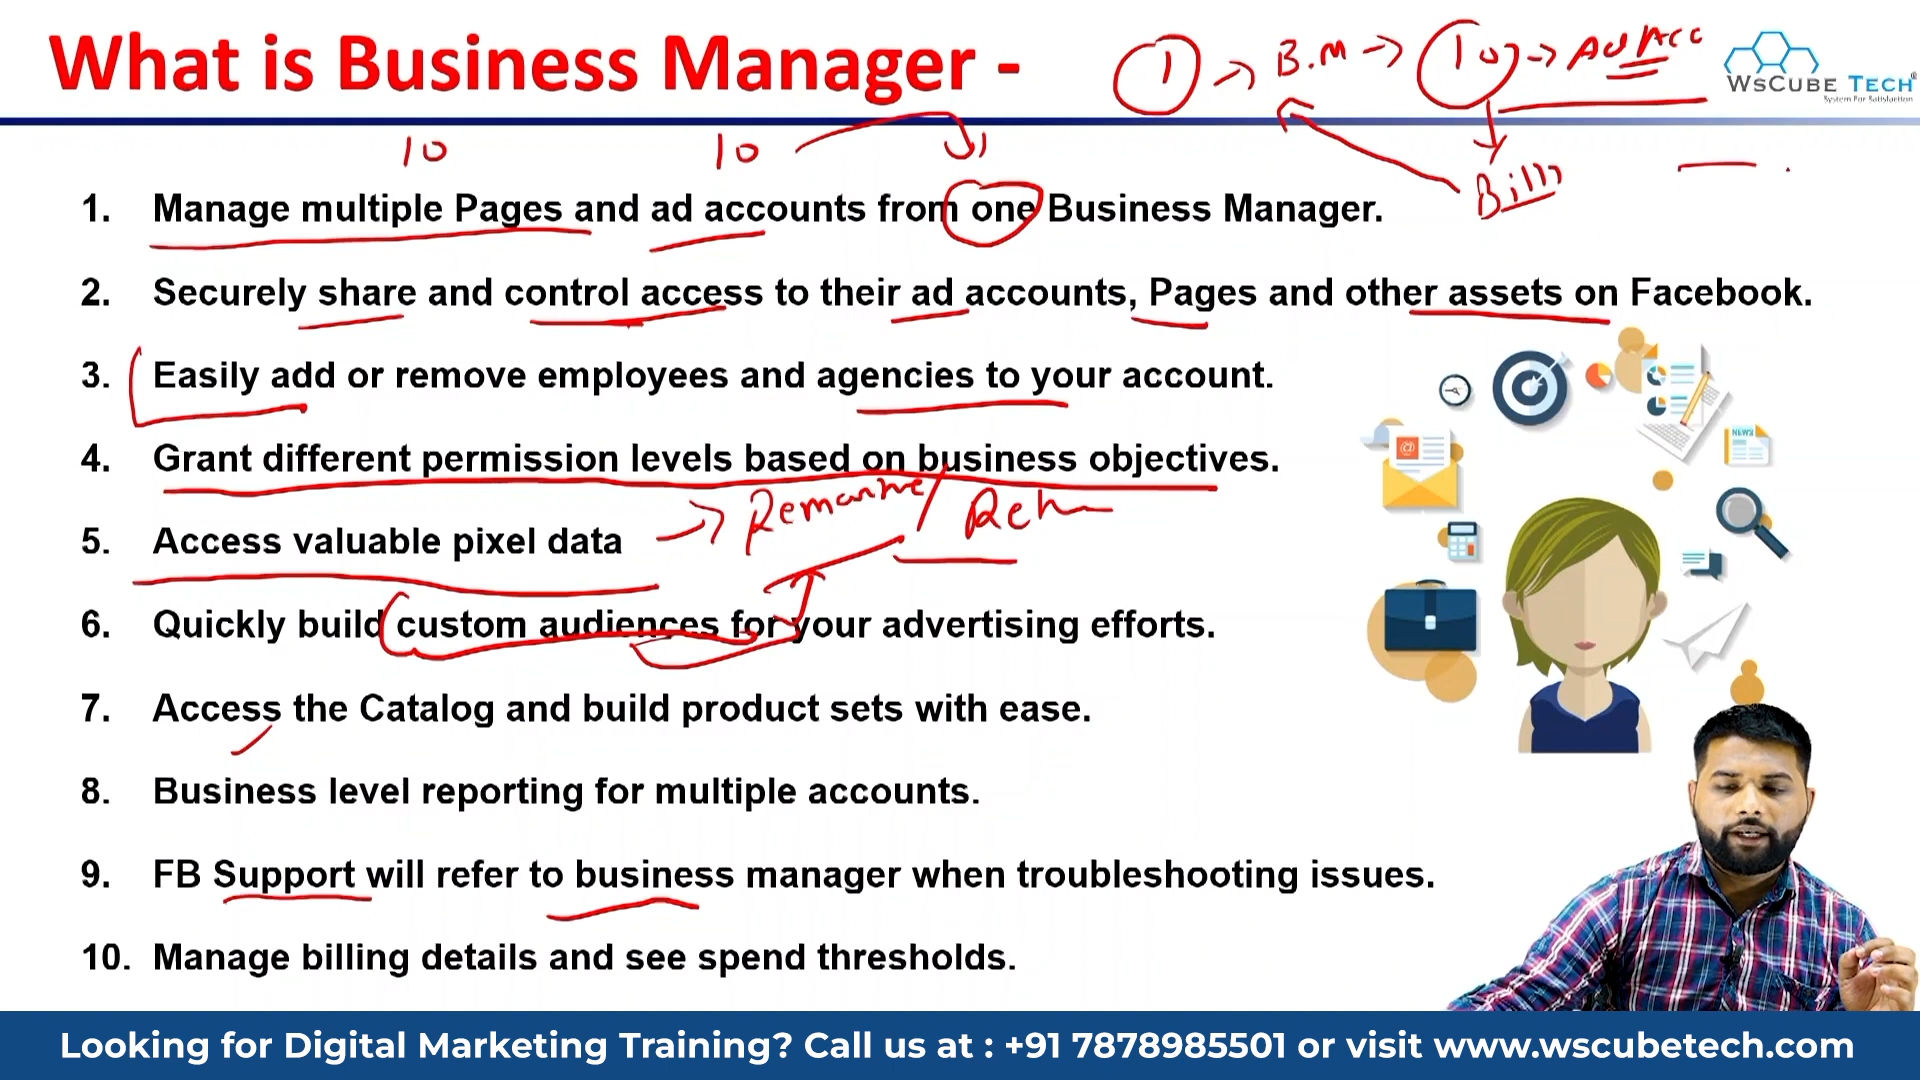 What is Business Manager -
1 → B.M → 10 → Ad Acc
WsCube Tech
System For Satisfaction
10 10 1
Bill
1. Manage multiple Pages and ad accounts from one Business Manager.
2. Securely share and control access to their ad accounts, Pages and other assets on Facebook.
3. Easily add or remove employees and agencies to your account.
NEWS
@
4. Grant different permission levels based on business objectives.
5. Access valuable pixel data
6. Quickly build custom audiences for your advertising efforts.
7. Access the Catalog and build product sets with ease.
8. Business level reporting for multiple accounts.
9. FB Support will refer to business manager when troubleshooting issues.
10. Manage billing details and see spend thresholds.
Looking for Digital Marketing Training? Call us at : +91 7878985501 or visit www.wscubetech.com